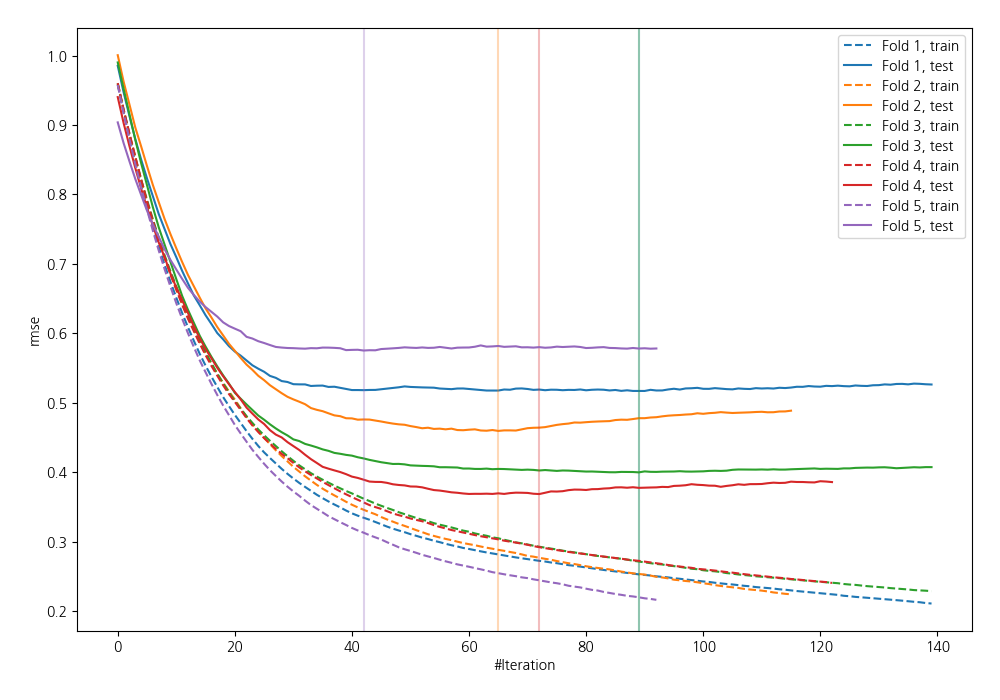 1.0
0.9
0.8
0.7
0.6
0.5
0.4
0.3
0.2
rmse
0
20
40
60
80
100
120
140
#Iteration
Fold 1, train
Fold 1, test
Fold 2, train
Fold 2, test
Fold 3, train
Fold 3, test
Fold 4, train
Fold 4, test
Fold 5, train
Fold 5, test